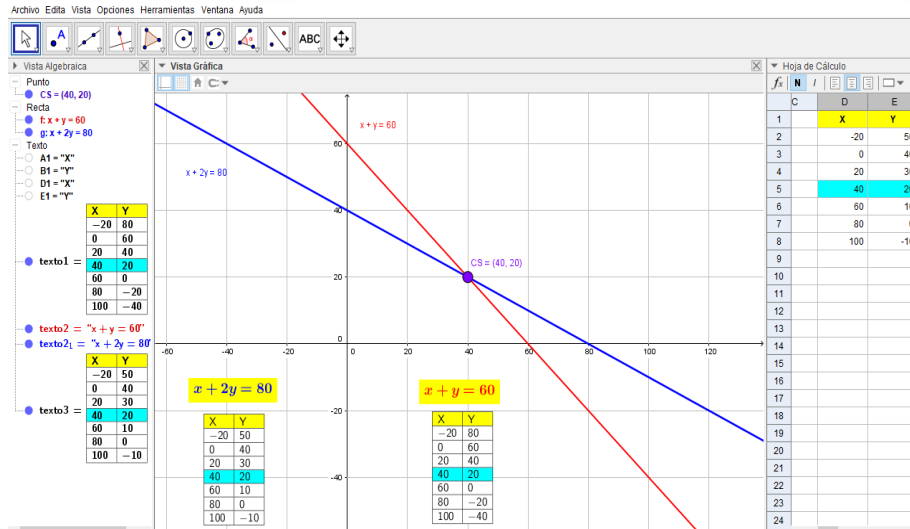 Archivo Edita Vista Opciones Herramientas Ventana Ayuda
A
ABC
Vista Algebraica
Punto
CS = (40, 20)
Recta
f: x + y = 60
g: x + 2y = 80
Texto
A1 = "X"
B1 = "Y"
D1 = "X"
E1 = "Y"
X Y
−20 80
0 60
20 40
texto1 = 40 20
60 0
80 −20
100 −40
texto2 = "x + y = 60"
texto2₁ = "x + 2y = 80"
X Y
−20 50
0 40
20 30
texto3 = 40 20
60 10
80 0
100 −10
Vista Gráfica
x + y = 60
x + 2y = 80
CS = (40, 20)
60
40
20
0
-20
-40
-60 -40 -20 0 20 40 60 80 100 120
x + 2y = 80
X Y
−20 50
0 40
20 30
40 20
60 10
80 0
100 −10
x + y = 60
X Y
−20 80
0 60
20 40
40 20
60 0
80 −20
100 −40
Hoja de Cálculo
fx N I
C D E
1 X Y
2 -20 5
3 0 4
4 20 3
5 40 2
6 60 1
7 80
8 100 -1
9
10
11
12
13
14
15
16
17
18
19
20
21
22
23
24